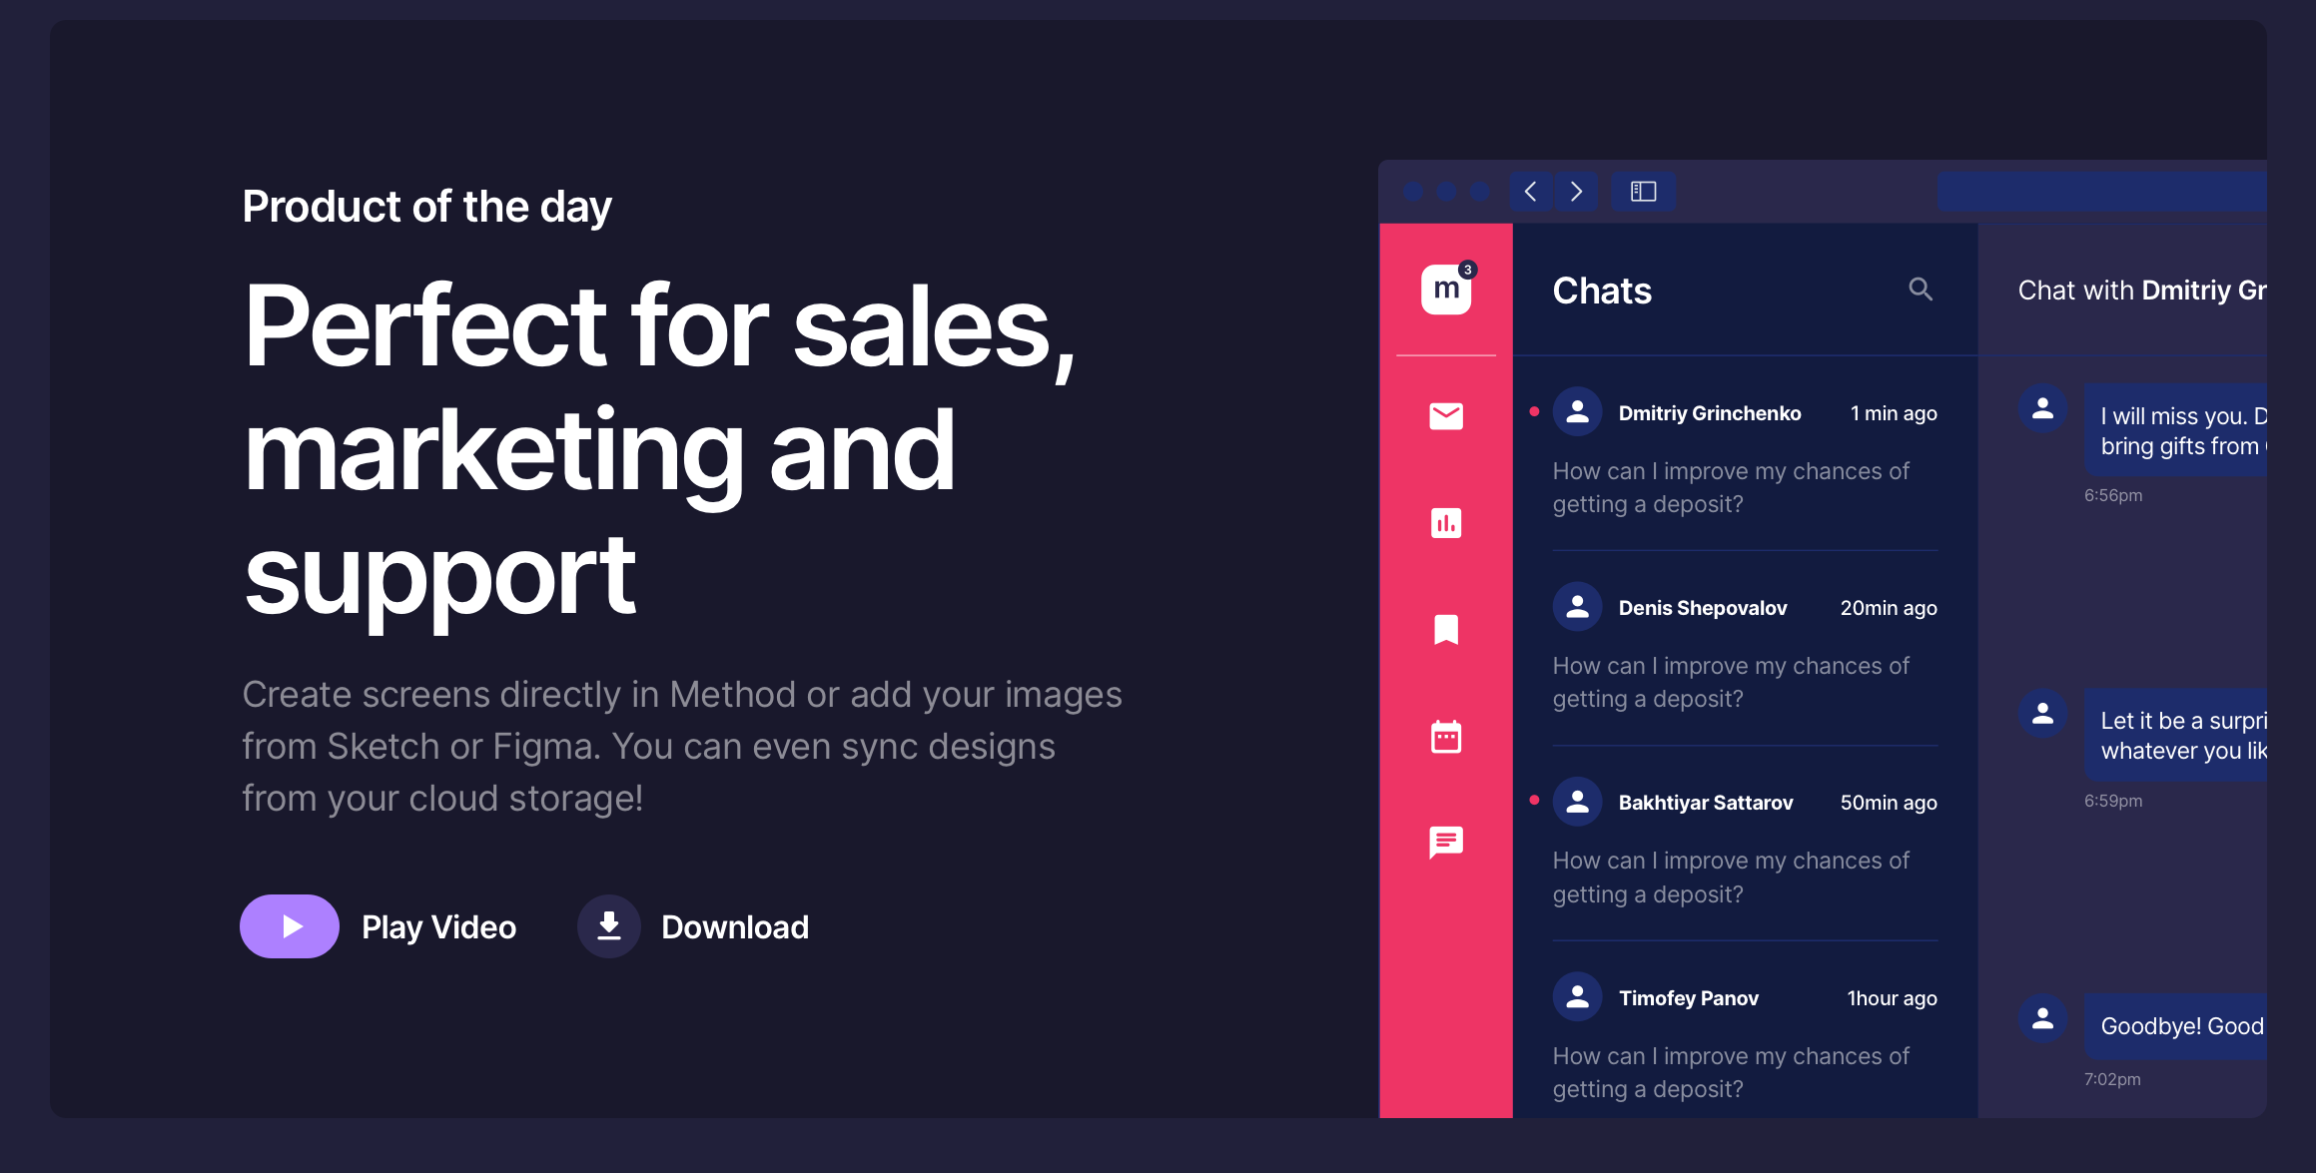 Product of the day
Perfect for sales,
marketing and
support
Create screens directly in Method or add your images
from Sketch or Figma. You can even sync designs
from your cloud storage!
Play Video
Download
m
3
Chats
Dmitriy Grinchenko
1 min ago
How can I improve my chances of
getting a deposit?
Denis Shepovalov
20min ago
How can I improve my chances of
getting a deposit?
Bakhtiyar Sattarov
50min ago
How can I improve my chances of
getting a deposit?
Timofey Panov
1hour ago
How can I improve my chances of
getting a deposit?
Chat with Dmitriy Gr
I will miss you. D
bring gifts from
6:56pm
Let it be a surpri
whatever you lik
6:59pm
Goodbye! Good
7:02pm